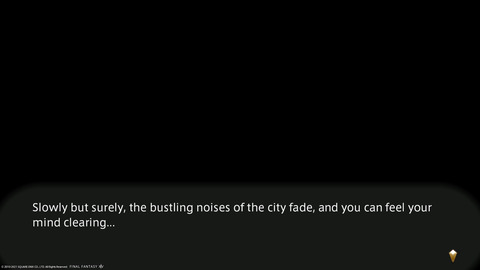 Slowly but surely, the bustling noises of the city fade, and you can feel your
mind clearing...
FINAL FANTASY XIV